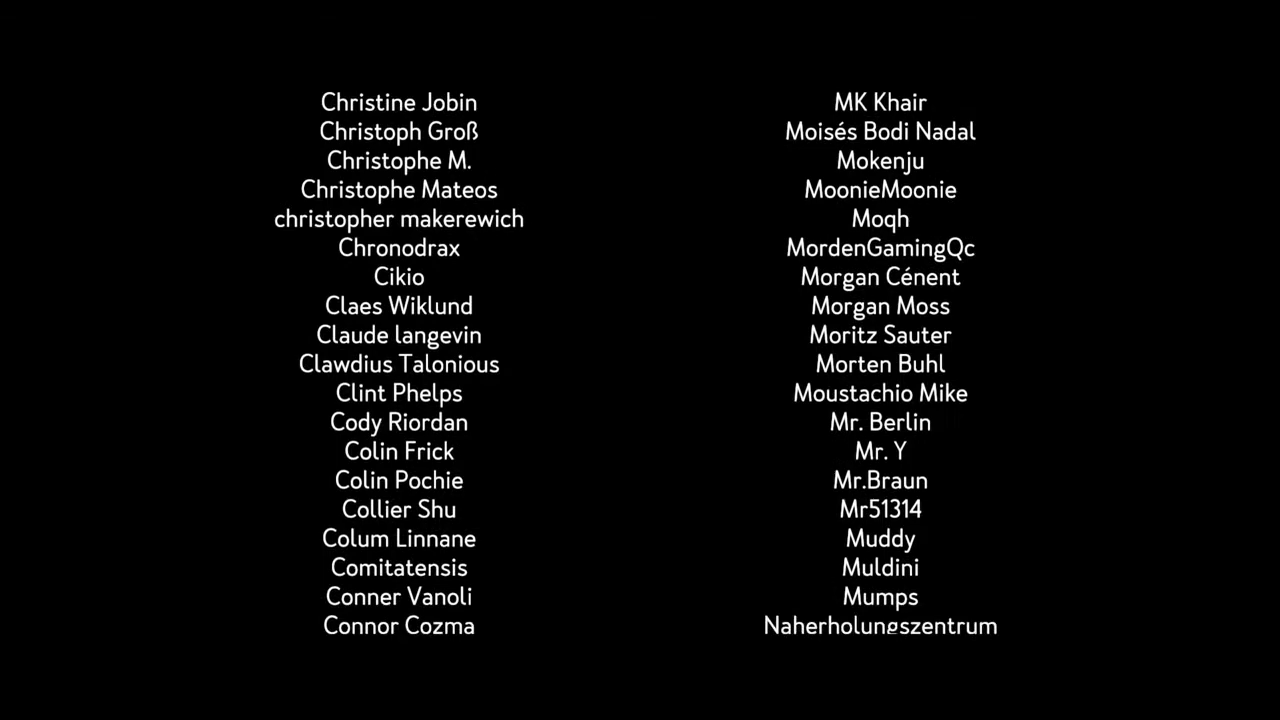 Christine Jobin
Christoph Groß
Christophe M.
Christophe Mateos
christopher makerewich
Chronodrax
Cikio
Claes Wiklund
Claude langevin
Clawdius Talonious
Clint Phelps
Cody Riordan
Colin Frick
Colin Pochie
Collier Shu
Colum Linnane
Comitatensis
Conner Vanoli
Connor Cozma
MK Khair
Moisés Bodi Nadal
Mokenju
MoonieMoonie
Moqh
MordenGamingQc
Morgan Cénent
Morgan Moss
Moritz Sauter
Morten Buhl
Moustachio Mike
Mr. Berlin
Mr. Y
Mr.Braun
Mr51314
Muddy
Muldini
Mumps
Naherholungszentrum